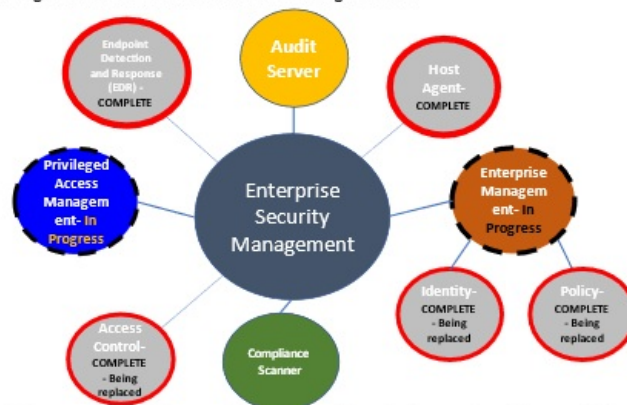 Endpoint
Detection
and Response
(EDR) -
COMPLETE
Audit
Server
Host
Agent-
COMPLETE
Privileged
Access
Managem
ent- In
Progress
Enterprise
Security
Management
Enterprise
Managem
ent- In
Progress
Access
Control-
COMPLETE
- Being
replaced
Compliance
Scanner
Identity-
COMPLETE
- Being
replaced
Policy-
COMPLETE
- Being
replaced